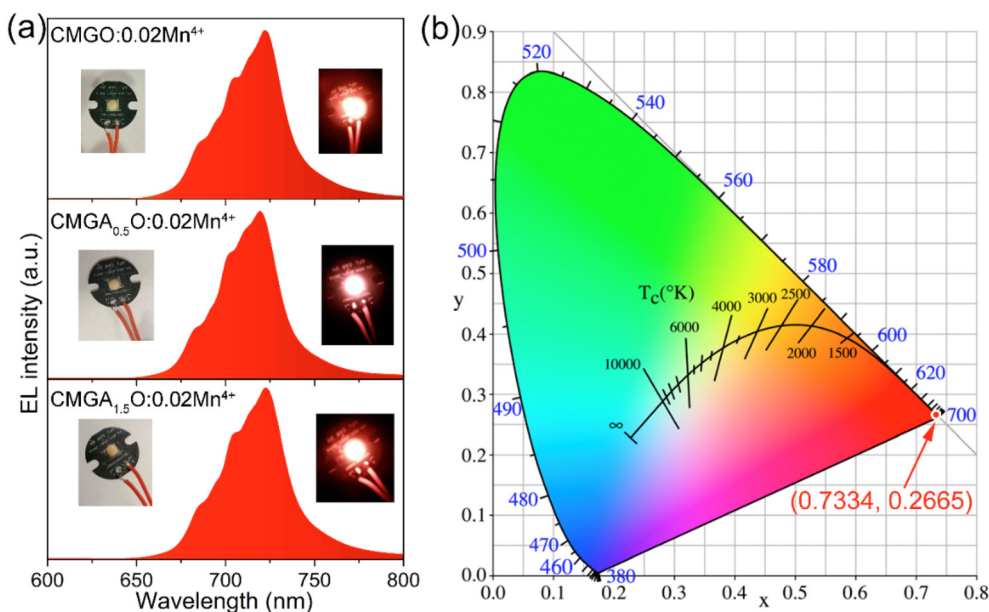 (a)
CMGO:0.02Mn⁴⁺
CMGA₀.₅O:0.02Mn⁴⁺
CMGA₁.₅O:0.02Mn⁴⁺
EL intensity (a.u.)
600 650 700 750 800
Wavelength (nm)
(b)
0.9
0.8
0.7
0.6
0.5
y
0.4
0.3
0.2
0.1
0.0
0.0 0.1 0.2 0.3 0.4 0.5 0.6 0.7 0.8
x
520
540
560
500
580
600
620
490
700
480
470
460
380
Tc(°K)
∞
10000
6000
4000
3000
2500
2000
1500
(0.7334, 0.2665)